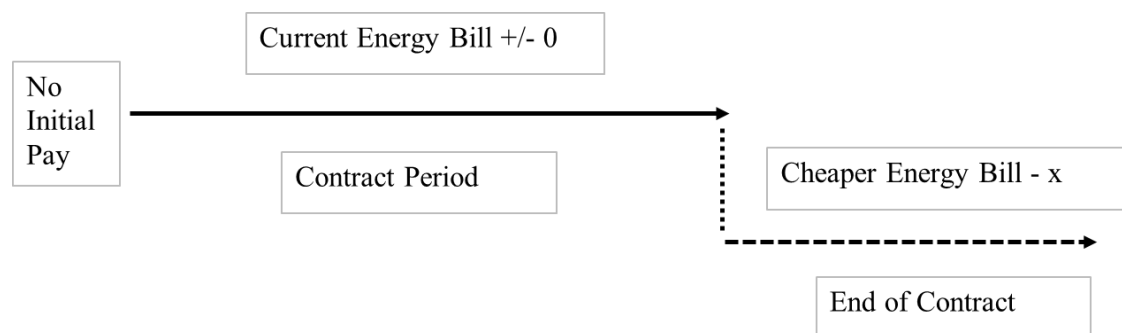 Current Energy Bill +/- 0
No
Initial
Pay
Contract Period
Cheaper Energy Bill - x
End of Contract